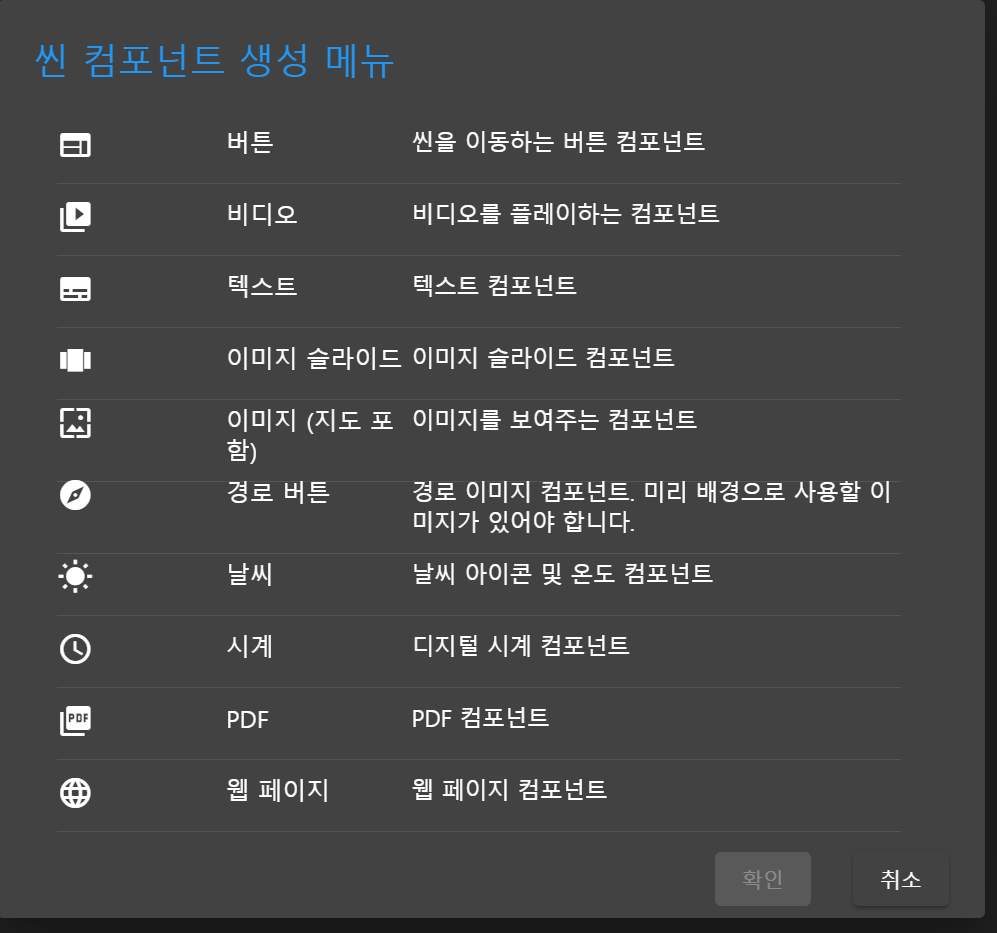 씬 컴포넌트 생성 메뉴
버튼 씬을 이동하는 버튼 컴포넌트
비디오 비디오를 플레이하는 컴포넌트
텍스트 텍스트 컴포넌트
이미지 슬라이드 이미지 슬라이드 컴포넌트
이미지 (지도 포
함)
이미지를 보여주는 컴포넌트
경로 버튼
경로 이미지 컴포넌트. 미리 배경으로 사용할 이
미지가 있어야 합니다.
날씨 날씨 아이콘 및 온도 컴포넌트
시계 디지털 시계 컴포넌트
PDF
PDF PDF 컴포넌트
웹 페이지 웹 페이지 컴포넌트
확인 취소